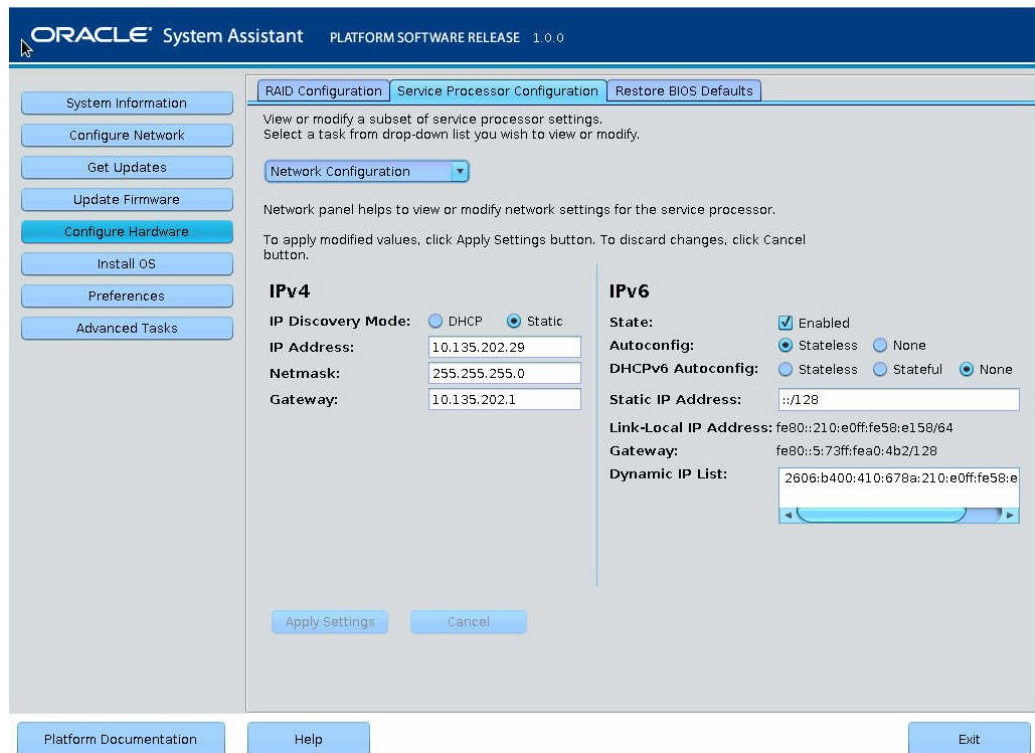 ORACLE® System Assistant PLATFORM SOFTWARE RELEASE 1.0.0
System Information
Configure Network
Get Updates
Update Firmware
Configure Hardware
Install OS
Preferences
Advanced Tasks
RAID Configuration Service Processor Configuration Restore BIOS Defaults
View or modify a subset of service processor settings.
Select a task from drop-down list you wish to view or modify.
Network Configuration
Network panel helps to view or modify network settings for the service processor.
To apply modified values, click Apply Settings button. To discard changes, click Cancel
button.
IPv4
IP Discovery Mode: DHCP Static
IP Address: 10.135.202.29
Netmask: 255.255.255.0
Gateway: 10.135.202.1
IPv6
State: Enabled
Autoconfig: Stateless None
DHCPv6 Autoconfig: Stateless Stateful None
Static IP Address: ::/128
Link-Local IP Address: fe80::210:e0ff:fe58:e158/64
Gateway: fe80::5:73ff:fea0:4b2/128
Dynamic IP List: 2606:b400:410:678a:210:e0ff:fe58:e
Apply Settings Cancel
Platform Documentation Help Exit